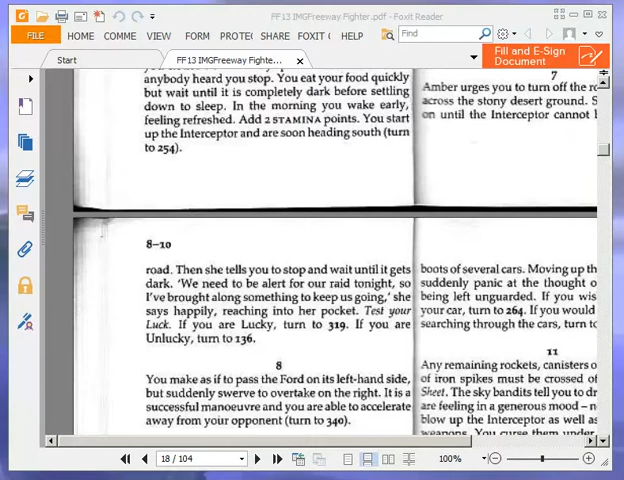 FF13 IMGFreeway Fighter.pdf - Foxit Reader
FILE HOME COMME VIEW FORM PROTE SHARE FOXIT C HELP Find
Start FF13 IMGFreeway Fighte... Fill and E-Sign
Document
anybody heard you stop. You eat your food quickly
but wait until it is completely dark before settling
down to sleep. In the morning you wake early,
feeling refreshed. Add 2 STAMINA points. You start
up the Interceptor and are soon heading south (turn
to 254).
7
Amber urges you to turn off the ro
across the stony desert ground. S
on until the Interceptor cannot b
8–10
road. Then she tells you to stop and wait until it gets
dark. 'We need to be alert for our raid tonight, so
I've brought along something to keep us going,' she
says happily, reaching into her pocket. Test your
Luck. If you are Lucky, turn to 319. If you are
Unlucky, turn to 136.
8
You make as if to pass the Ford on its left-hand side,
but suddenly swerve to overtake on the right. It is a
successful manoeuvre and you are able to accelerate
away from your opponent (turn to 340).
boots of several cars. Moving up th
suddenly panic at the thought o
being left unguarded. If you wis
your car, turn to 264. If you would
searching through the cars, turn to
11
Any remaining rockets, canisters o
of iron spikes must be crossed of
Sheet. The sky bandits tell you to dr
are feeling in a generous mood – n
blow up the Interceptor as well as
weapons. You curse them under
18 / 104 100%